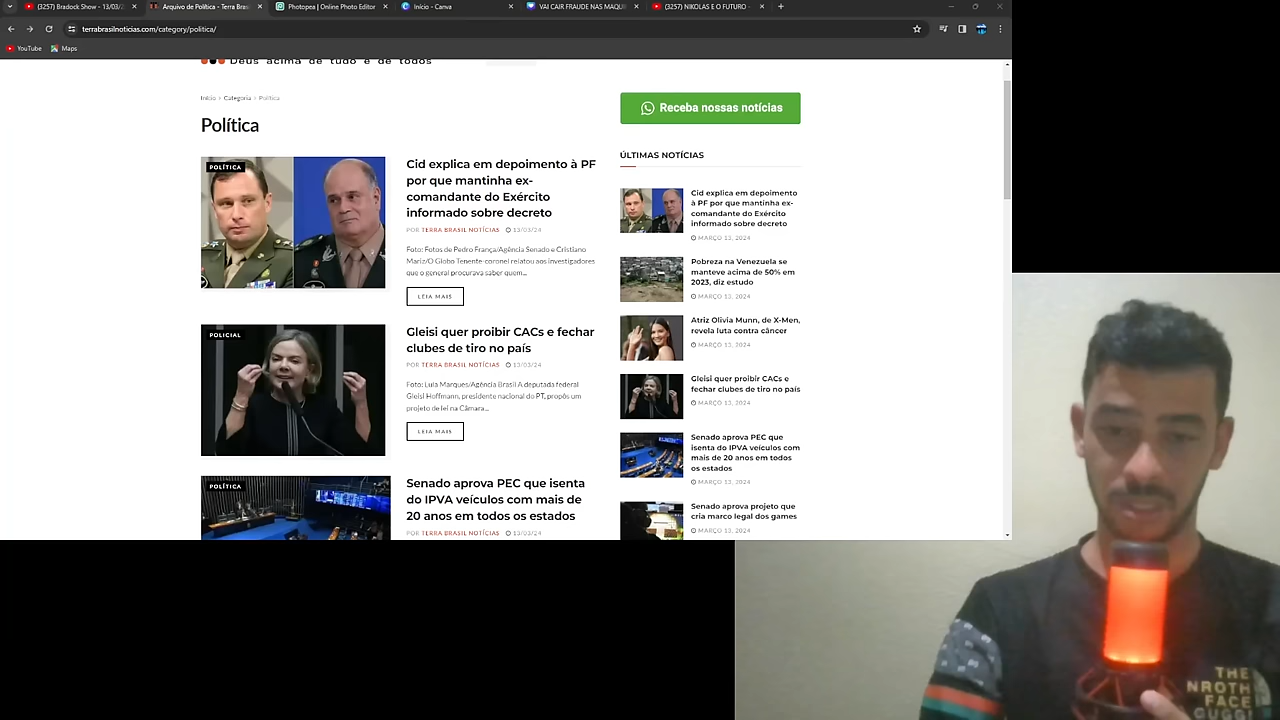 (3257) Bradock Show - 13/03/2
Arquivo de Política - Terra Brasi
Photopea | Online Photo Editor
Início - Canva
VAI CAIR FRAUDE NAS MAQUI
(3257) NIKOLAS E O FUTURO -
terrabrasilnoticias.com/category/politica/
YouTube
Maps
Deus acima de tudo e de todos
Início > Categoria > Política
Política
POLÍTICA
Cid explica em depoimento à PF
por que mantinha ex-
comandante do Exército
informado sobre decreto
POR TERRA BRASIL NOTÍCIAS 13/03/24
Foto: Fotos de Pedro França/Agência Senado e Cristiano
Mariz/O Globo Tenente-coronel relatou aos investigadores
que o general procurava saber quem...
LEIA MAIS
POLICIAL
Gleisi quer proibir CACs e fechar
clubes de tiro no país
POR TERRA BRASIL NOTÍCIAS 13/03/24
Foto: Lula Marques/Agência Brasil A deputada federal
Gleisi Hoffmann, presidente nacional do PT, propôs um
projeto de lei na Câmara...
LEIA MAIS
POLÍTICA
Senado aprova PEC que isenta
do IPVA veículos com mais de
20 anos em todos os estados
POR TERRA BRASIL NOTÍCIAS 13/03/24
Receba nossas notícias
ÚLTIMAS NOTÍCIAS
Cid explica em depoimento
à PF por que mantinha ex-
comandante do Exército
informado sobre decreto
MARÇO 13, 2024
Pobreza na Venezuela se
manteve acima de 50% em
2023, diz estudo
MARÇO 13, 2024
Atriz Olivia Munn, de X-Men,
revela luta contra câncer
MARÇO 13, 2024
Gleisi quer proibir CACs e
fechar clubes de tiro no país
MARÇO 13, 2024
Senado aprova PEC que
isenta do IPVA veículos com
mais de 20 anos em todos
os estados
MARÇO 13, 2024
Senado aprova projeto que
cria marco legal dos games
MARÇO 13, 2024
THE
NROTH
FACE
GUCCI